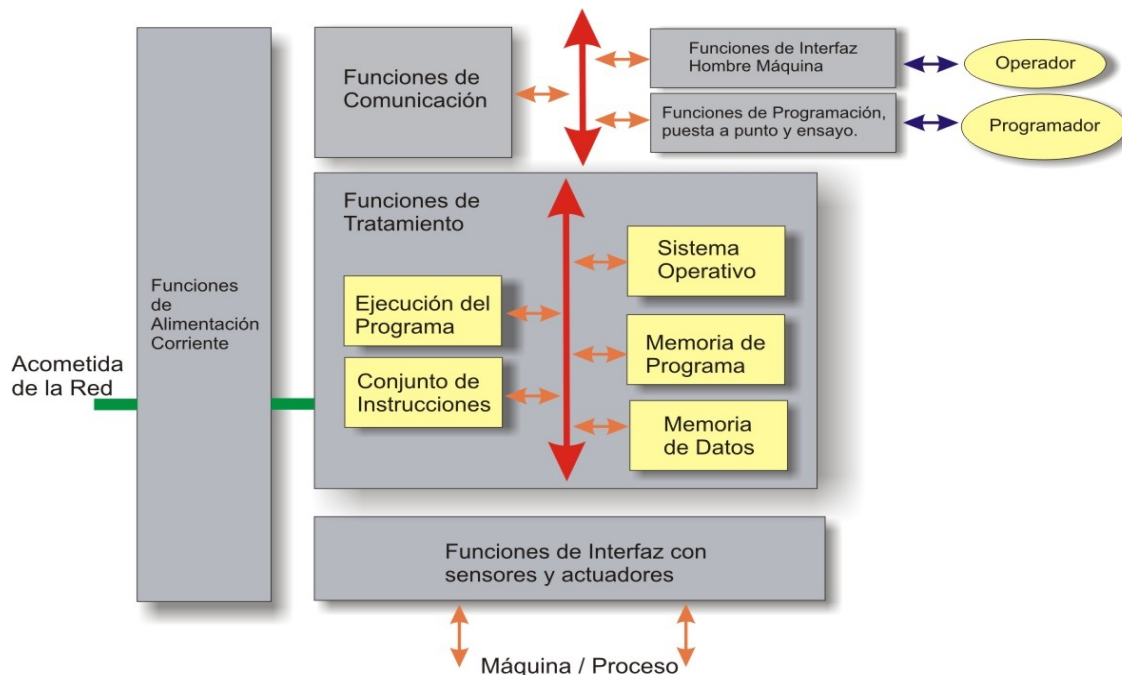 Funciones de
Comunicación
Funciones de Interfaz
Hombre Máquina
Operador
Funciones de Programación,
puesta a punto y ensayo.
Programador
Funciones de
Tratamiento
Sistema
Operativo
Ejecución del
Programa
Memoria de
Programa
Conjunto de
Instrucciones
Memoria
de Datos
Funciones
de
Alimentación
Corriente
Acometida
de la Red
Funciones de Interfaz con
sensores y actuadores
Máquina / Proceso